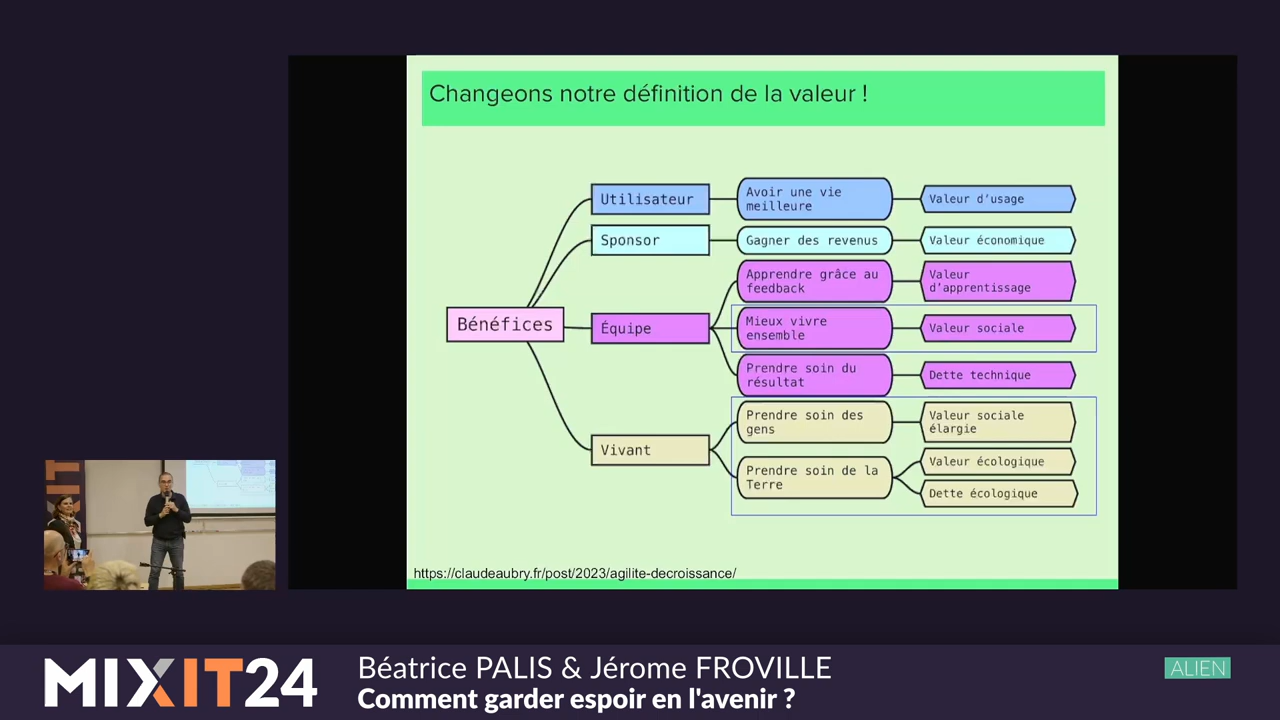 Changeons notre définition de la valeur !
Utilisateur
Avoir une vie
meilleure
Valeur d'usage
Sponsor
Gagner des revenus
Valeur économique
Bénéfices
Équipe
Apprendre grâce au
feedback
Valeur
d'apprentissage
Mieux vivre
ensemble
Valeur sociale
Prendre soin du
résultat
Dette technique
Vivant
Prendre soin des
gens
Valeur sociale
élargie
Prendre soin de la
Terre
Valeur écologique
Dette écologique
https://claudeaubry.fr/post/2023/agilite-decroissance/
MIXIT24
Béatrice PALIS & Jérome FROVILLE
Comment garder espoir en l'avenir ?
ALIEN